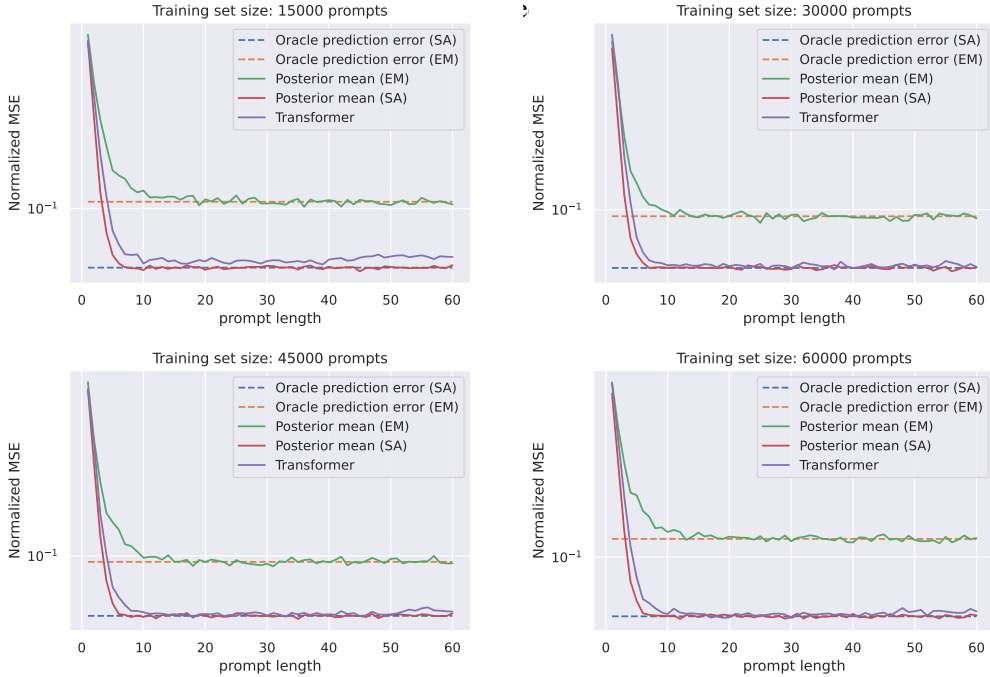 Training set size: 15000 prompts
Normalized MSE
10⁻¹
Oracle prediction error (SA)
Oracle prediction error (EM)
Posterior mean (EM)
Posterior mean (SA)
Transformer
0 10 20 30 40 50 60
prompt length
Training set size: 30000 prompts
Normalized MSE
10⁻¹
Oracle prediction error (SA)
Oracle prediction error (EM)
Posterior mean (EM)
Posterior mean (SA)
Transformer
0 10 20 30 40 50 60
prompt length
Training set size: 45000 prompts
Normalized MSE
10⁻¹
Oracle prediction error (SA)
Oracle prediction error (EM)
Posterior mean (EM)
Posterior mean (SA)
Transformer
0 10 20 30 40 50 60
prompt length
Training set size: 60000 prompts
Normalized MSE
10⁻¹
Oracle prediction error (SA)
Oracle prediction error (EM)
Posterior mean (EM)
Posterior mean (SA)
Transformer
0 10 20 30 40 50 60
prompt length